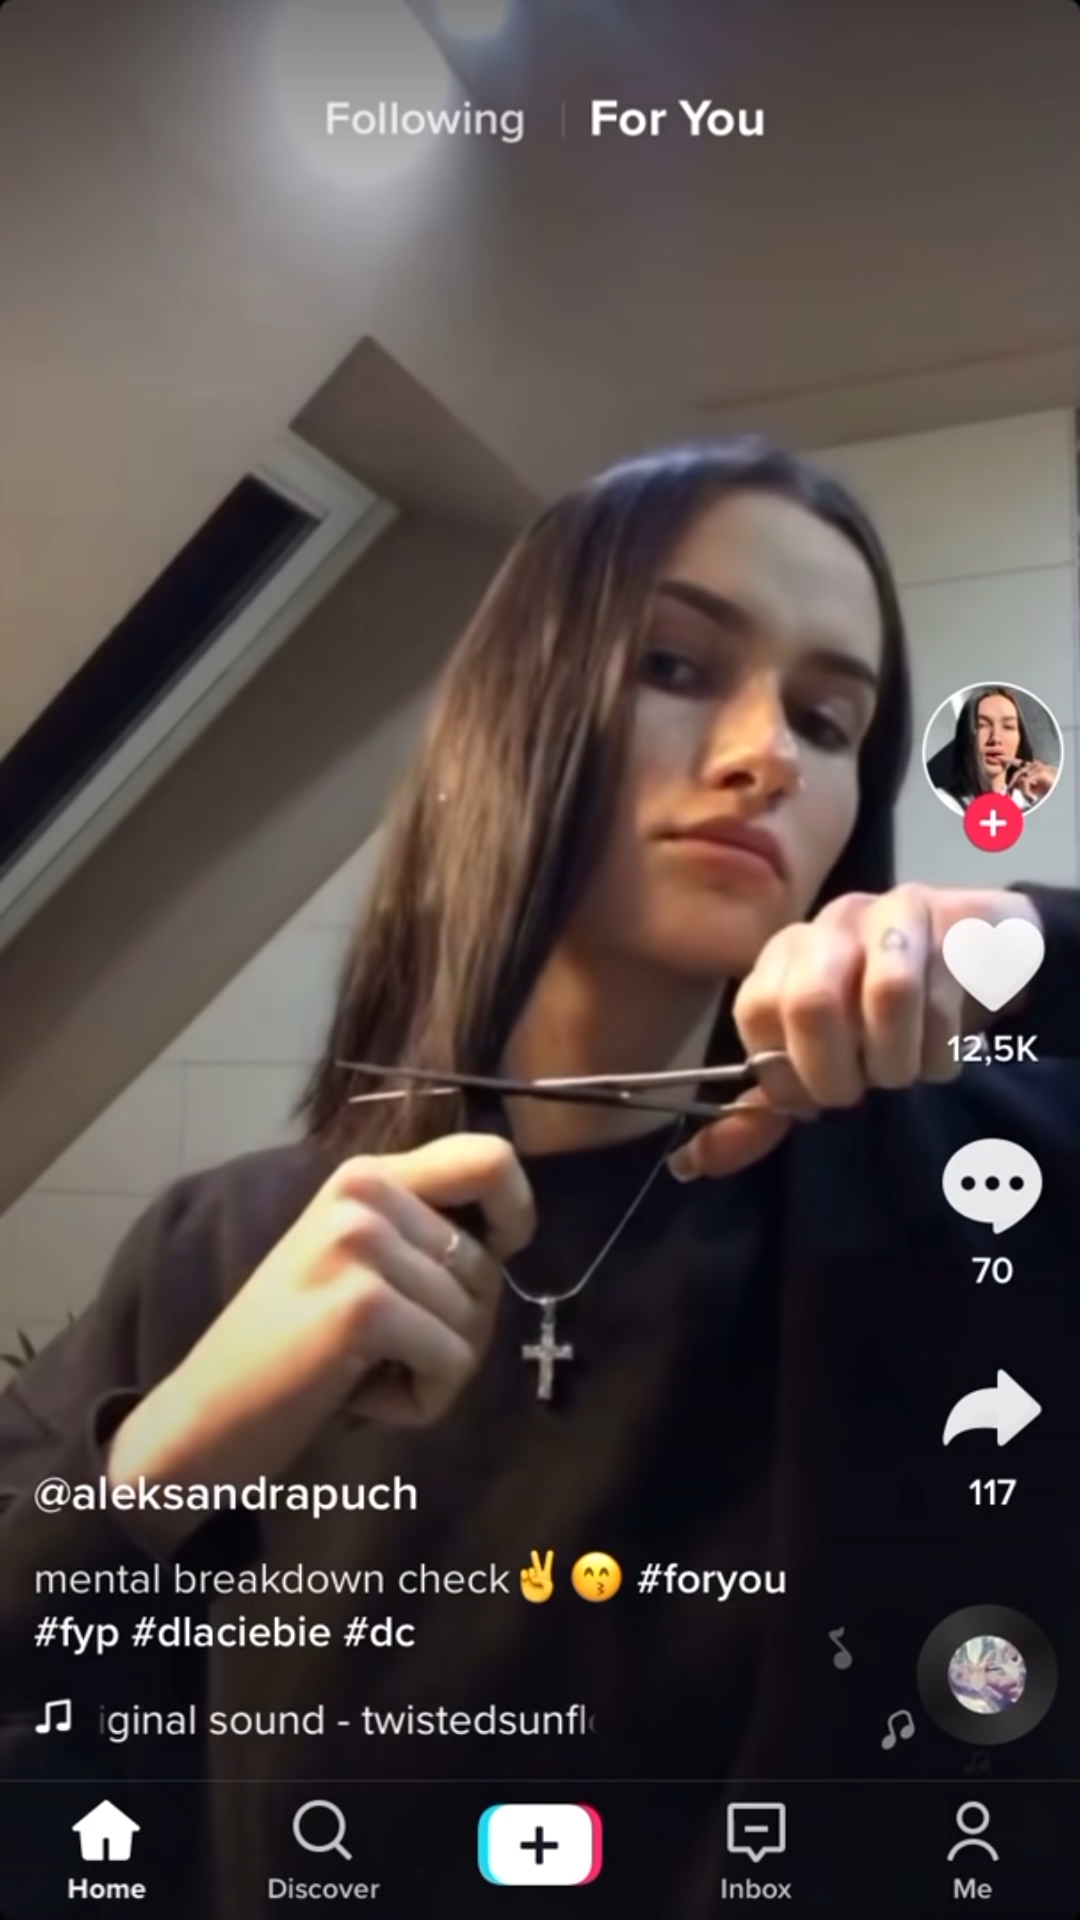 Following | For You
12,5K
70
117
@aleksandrapuch
mental breakdown check✌️😙 #foryou
#fyp #dlaciebie #dc
iginal sound - twistedsunfl
Home
Discover
Inbox
Me